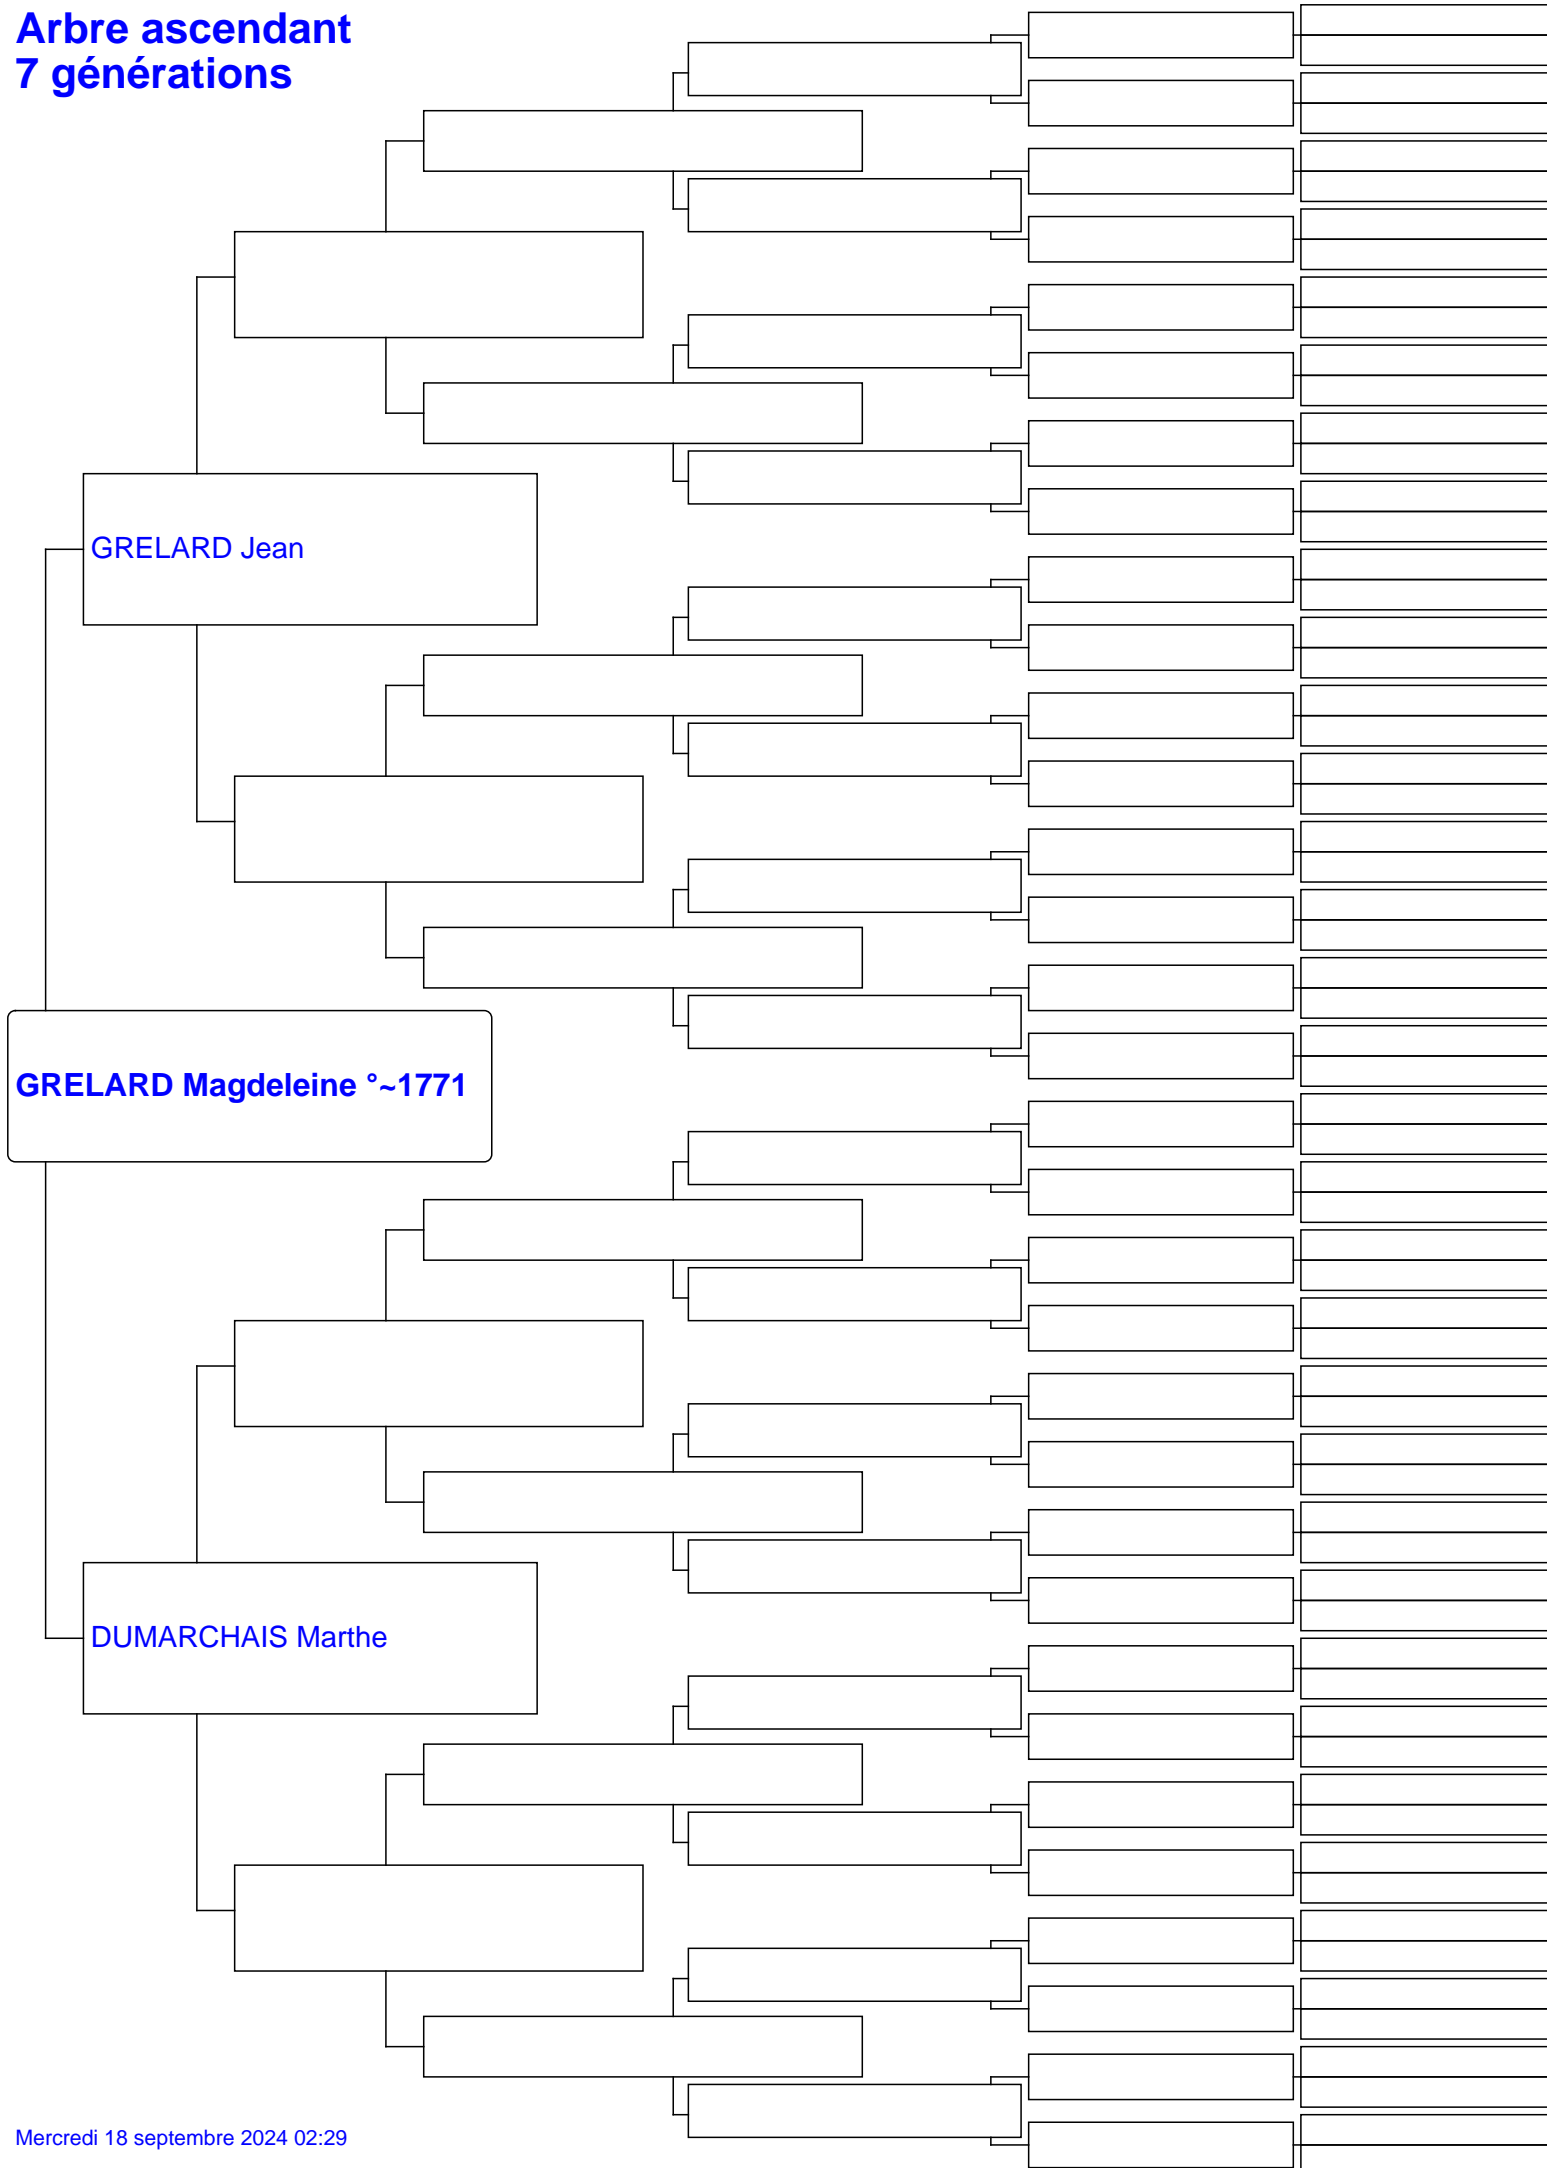 Arbre ascendant
7 générations
GRELARD Jean
GRELARD Magdeleine °~1771
DUMARCHAIS Marthe
Mercredi 18 septembre 2024 02:29